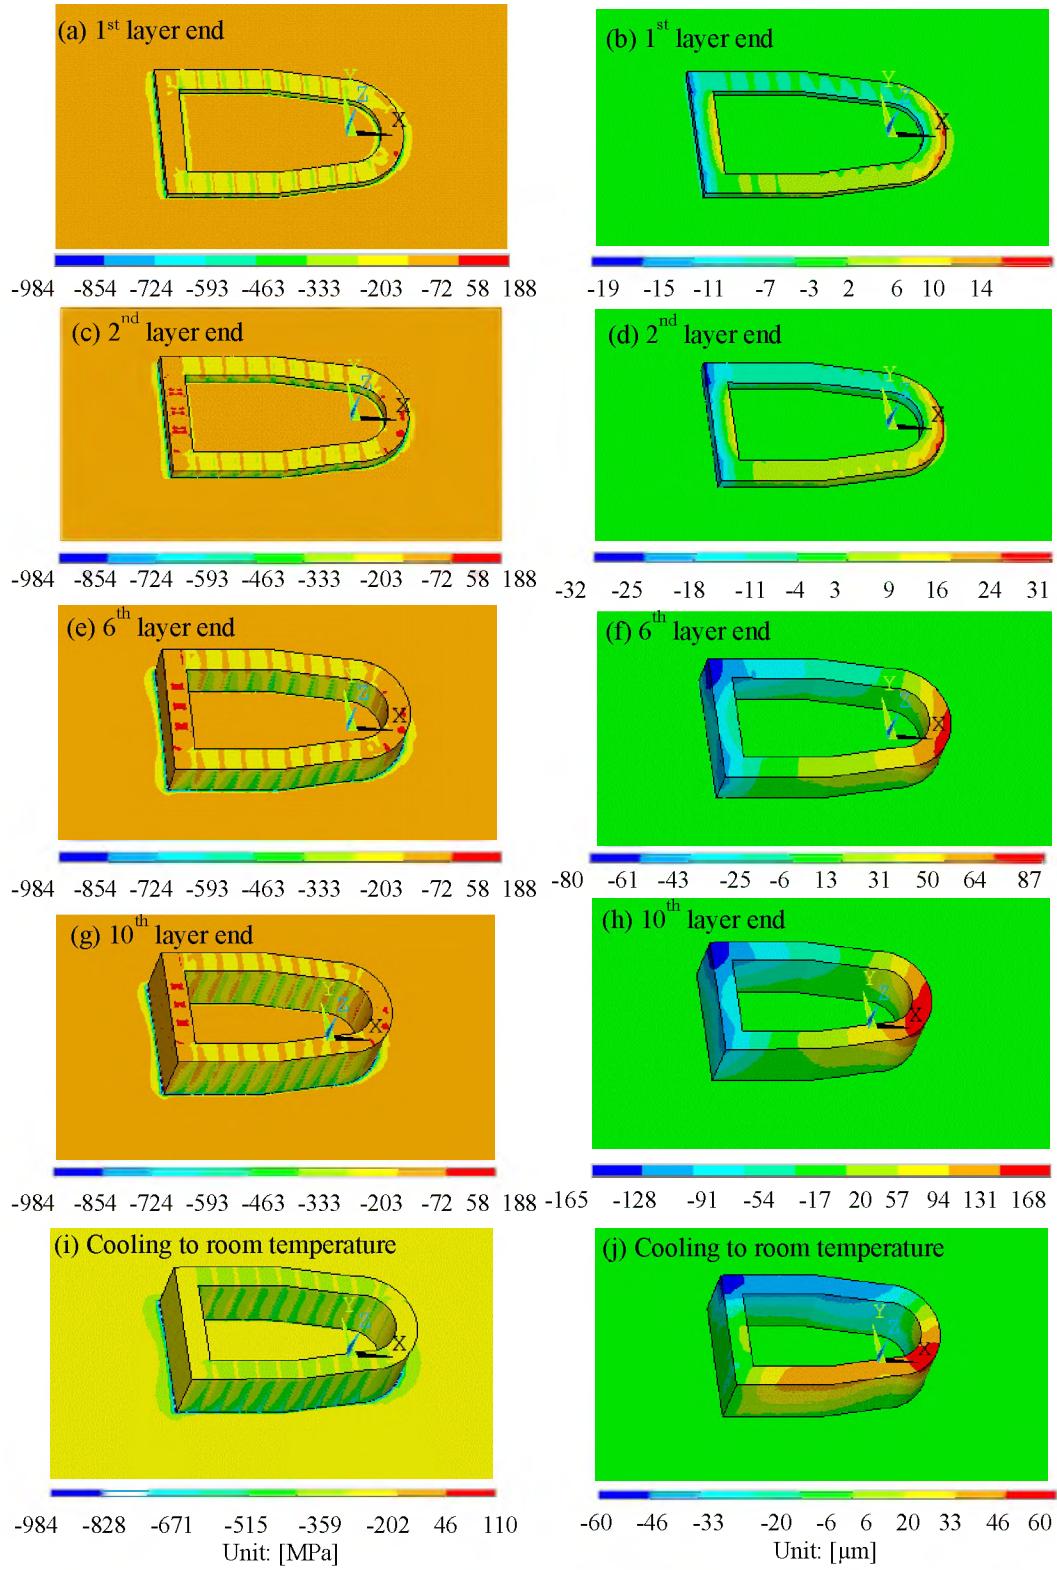 (a) 1st layer end
(b) 1st layer end
Y
Z
X
Y
Z
X
-984 -854 -724 -593 -463 -333 -203 -72 58 188
-19 -15 -11 -7 -3 2 6 10 14
(c) 2nd layer end
(d) 2nd layer end
Y
Z
X
Y
Z
X
-984 -854 -724 -593 -463 -333 -203 -72 58 188
-32 -25 -18 -11 -4 3 9 16 24 31
(e) 6th layer end
(f) 6th layer end
Y
Z
X
Y
Z
X
-984 -854 -724 -593 -463 -333 -203 -72 58 188
-80 -61 -43 -25 -6 13 31 50 64 87
(g) 10th layer end
(h) 10th layer end
Y
Z
X
Y
Z
X
-984 -854 -724 -593 -463 -333 -203 -72 58 188
-165 -128 -91 -54 -17 20 57 94 131 168
(i) Cooling to room temperature
(j) Cooling to room temperature
Y
Z
X
Y
Z
X
-984 -828 -671 -515 -359 -202 46 110
-60 -46 -33 -20 -6 6 20 33 46 60
Unit: [MPa]
Unit: [µm]